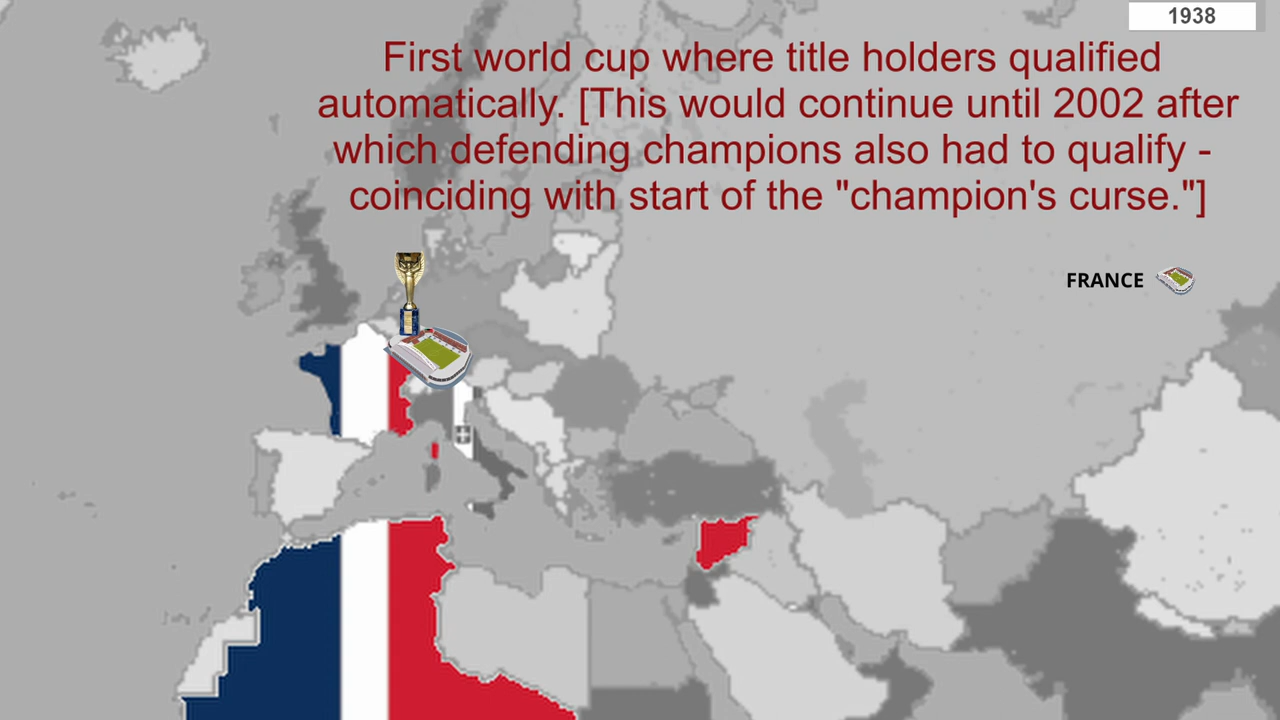 1938
First world cup where title holders qualified
automatically. [This would continue until 2002 after
which defending champions also had to qualify -
coinciding with start of the "champion's curse."]
FRANCE